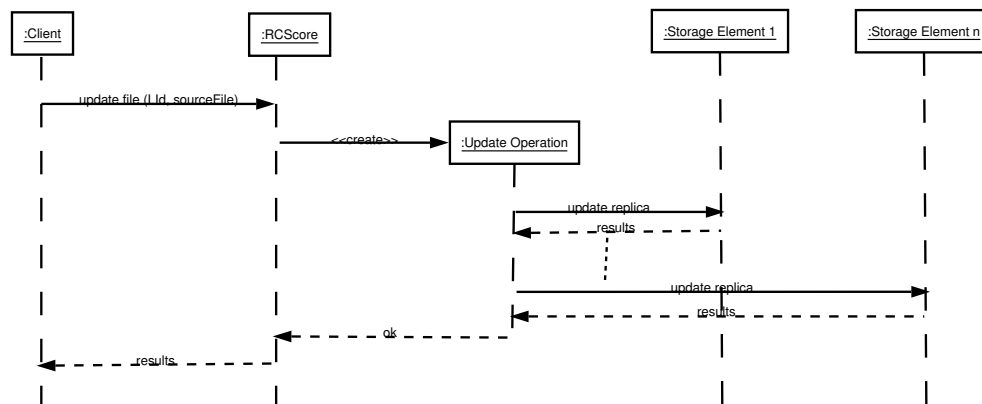 :Client
:RCScore
:Storage Element 1
:Storage Element n
update file (LId, sourceFile)
<<create>>
:Update Operation
update replica
results
update replica
results
ok
results